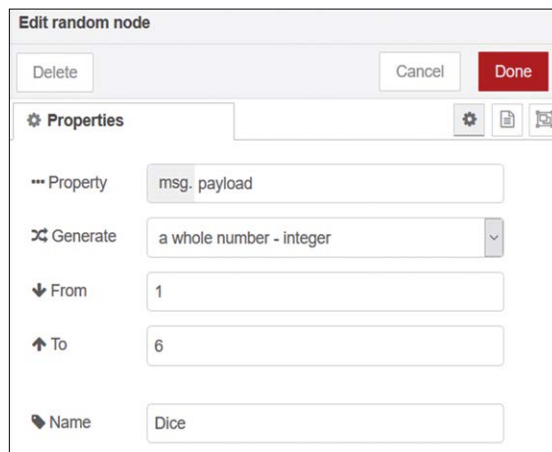 Edit random node
Delete
Cancel
Done
Properties
Property
msg. payload
Generate
a whole number - integer
From
1
To
6
Name
Dice